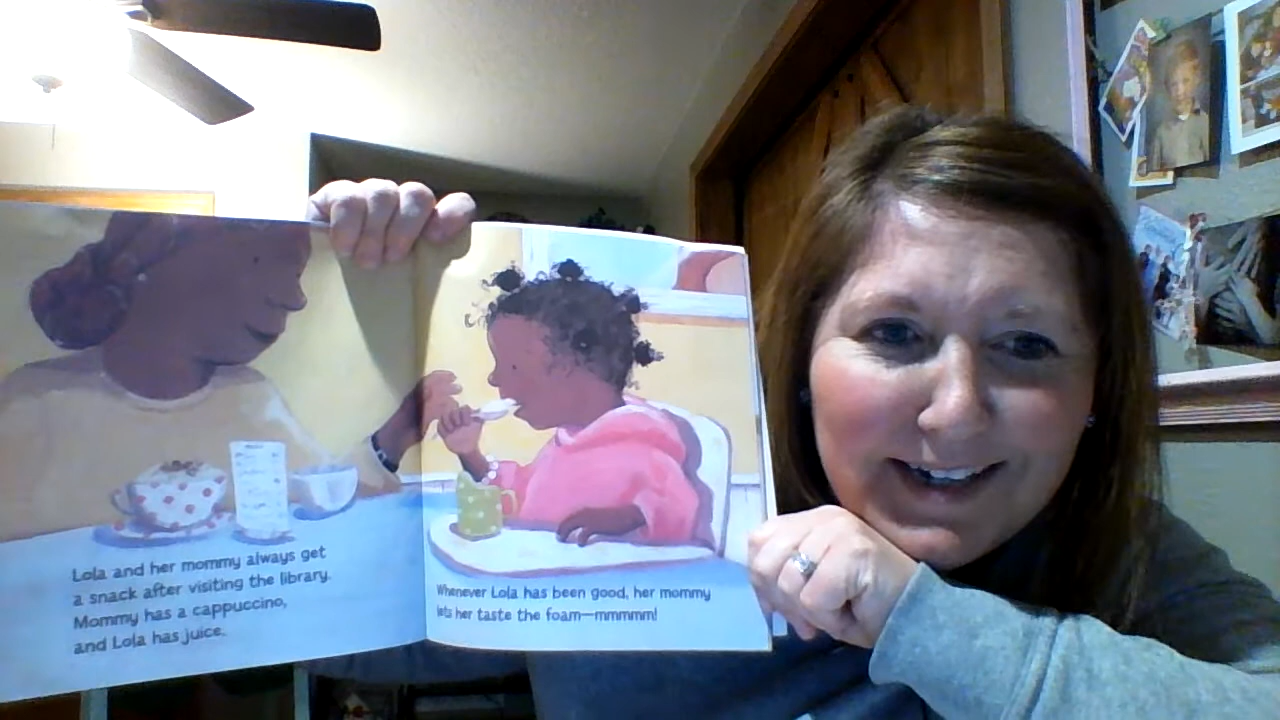 Lola and her mommy always get
a snack after visiting the library.
Mommy has a cappuccino,
and Lola has juice.
Whenever Lola has been good, her mommy
lets her taste the foam—mmmmm!